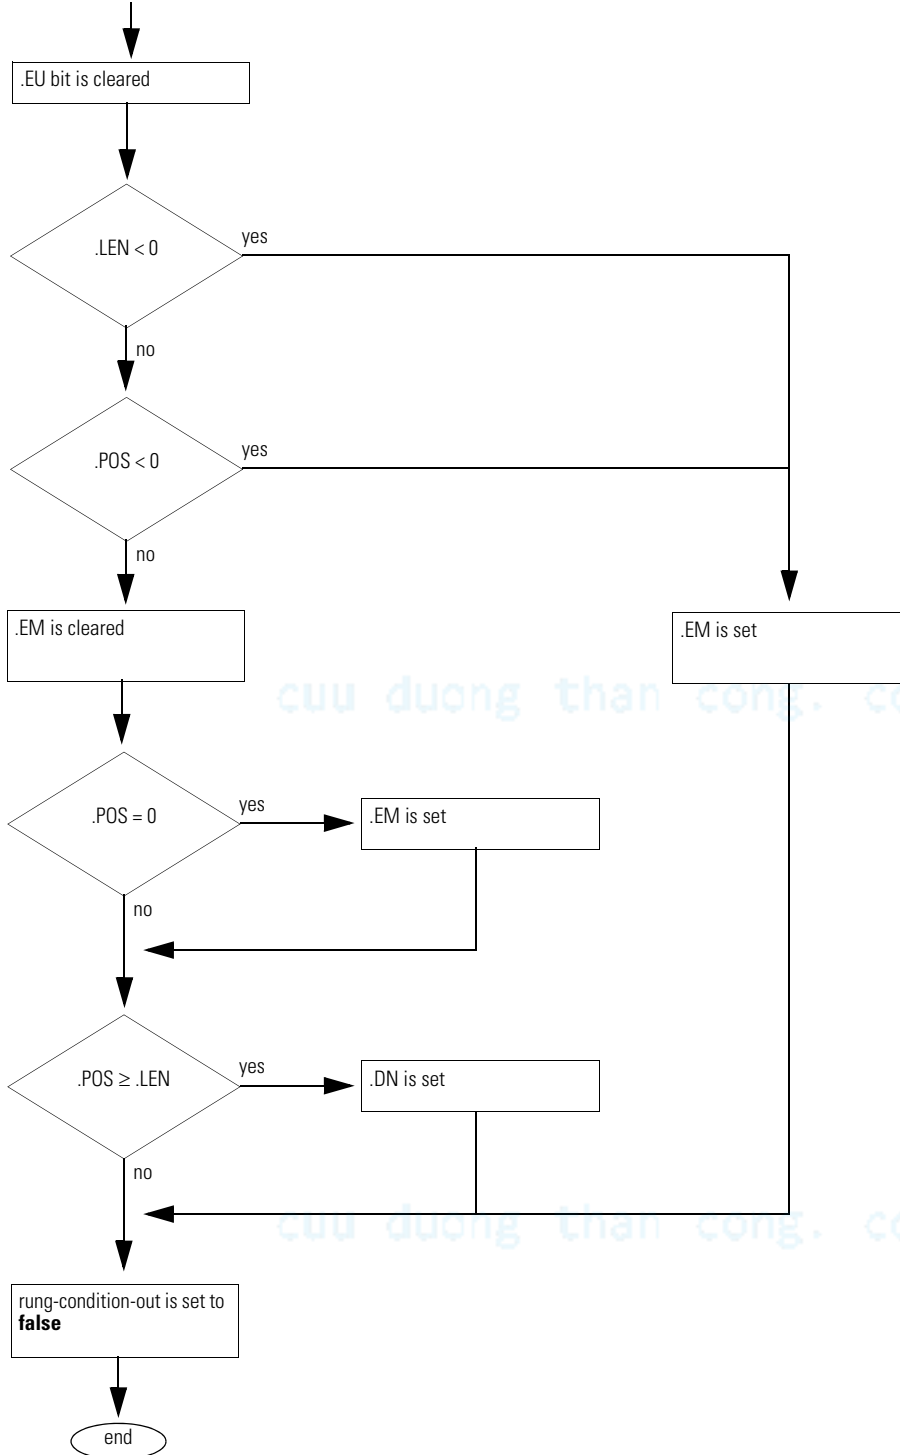 .EU bit is cleared
.LEN < 0
yes
no
.POS < 0
yes
no
.EM is cleared
.EM is set
cuu duong than cong. co
.POS = 0
yes
.EM is set
no
.POS ≥ .LEN
yes
.DN is set
no
cuu duong than cong. co
rung-condition-out is set to
false
end